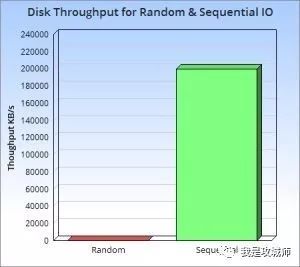 Disk Throughput for Random & Sequential IO
Thoughput KB/s
240000
220000
200000
180000
160000
140000
120000
100000
80000
60000
40000
20000
0
Random
Sequential
我是攻城师